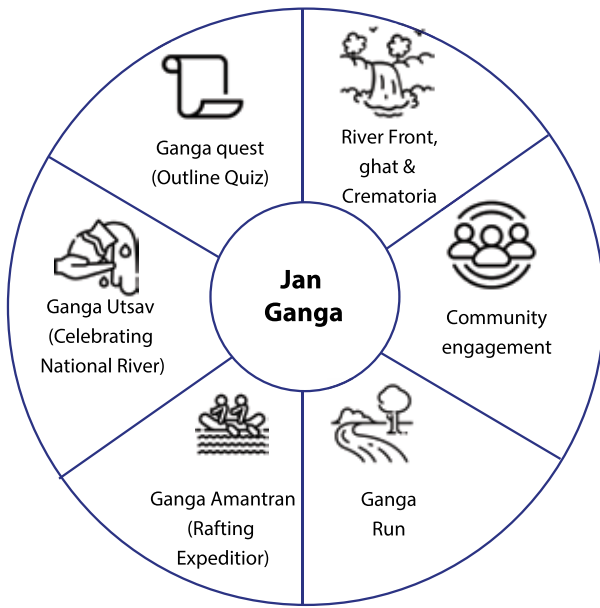 Jan
Ganga
River Front,
ghat &
Crematoria
Community
engagement
Ganga
Run
Ganga Amantran
(Rafting
Expeditior)
Ganga Utsav
(Celebrating
National River)
Ganga quest
(Outline Quiz)